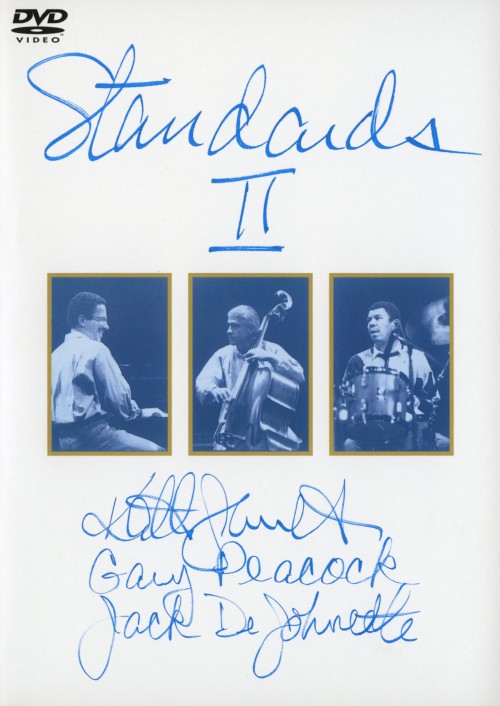 DVD
VIDEO
Standards
II
Keith Jarrett
Gary Peacock
Jack DeJohnette